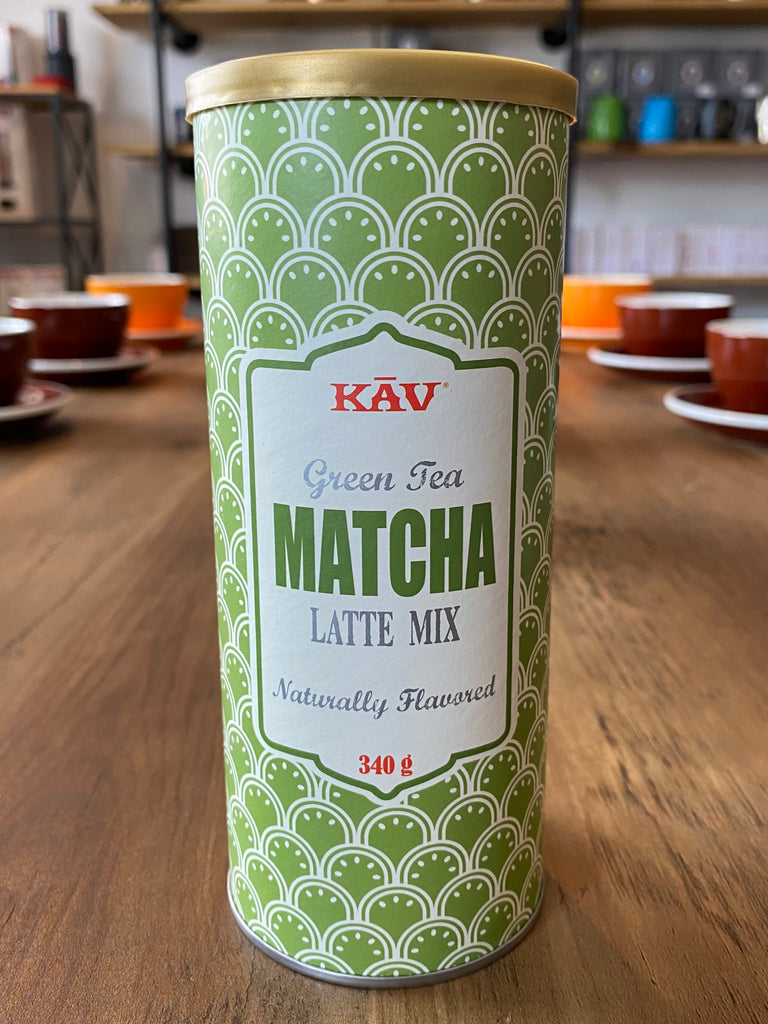 KĀV®
Green Tea
MATCHA
LATTE MIX
Naturally Flavored
340 g